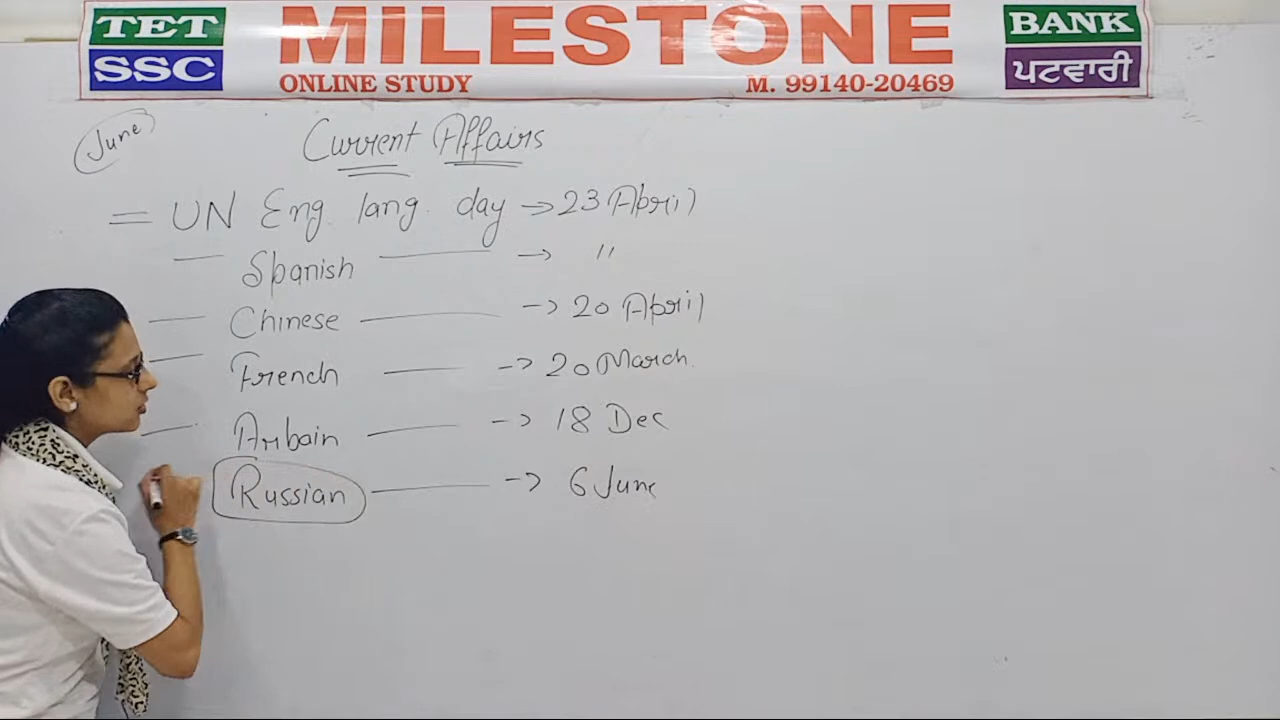 TET
SSC
MILESTONE
ONLINE STUDY
M. 99140-20469
BANK
ਪਟਵਾਰੀ
June
Current Affairs
= UN Eng. lang. day → 23 April
— Spanish — → "
— Chinese — → 20 April
— French — → 20 March.
— Arbain — → 18 Dec
Russian — → 6 June